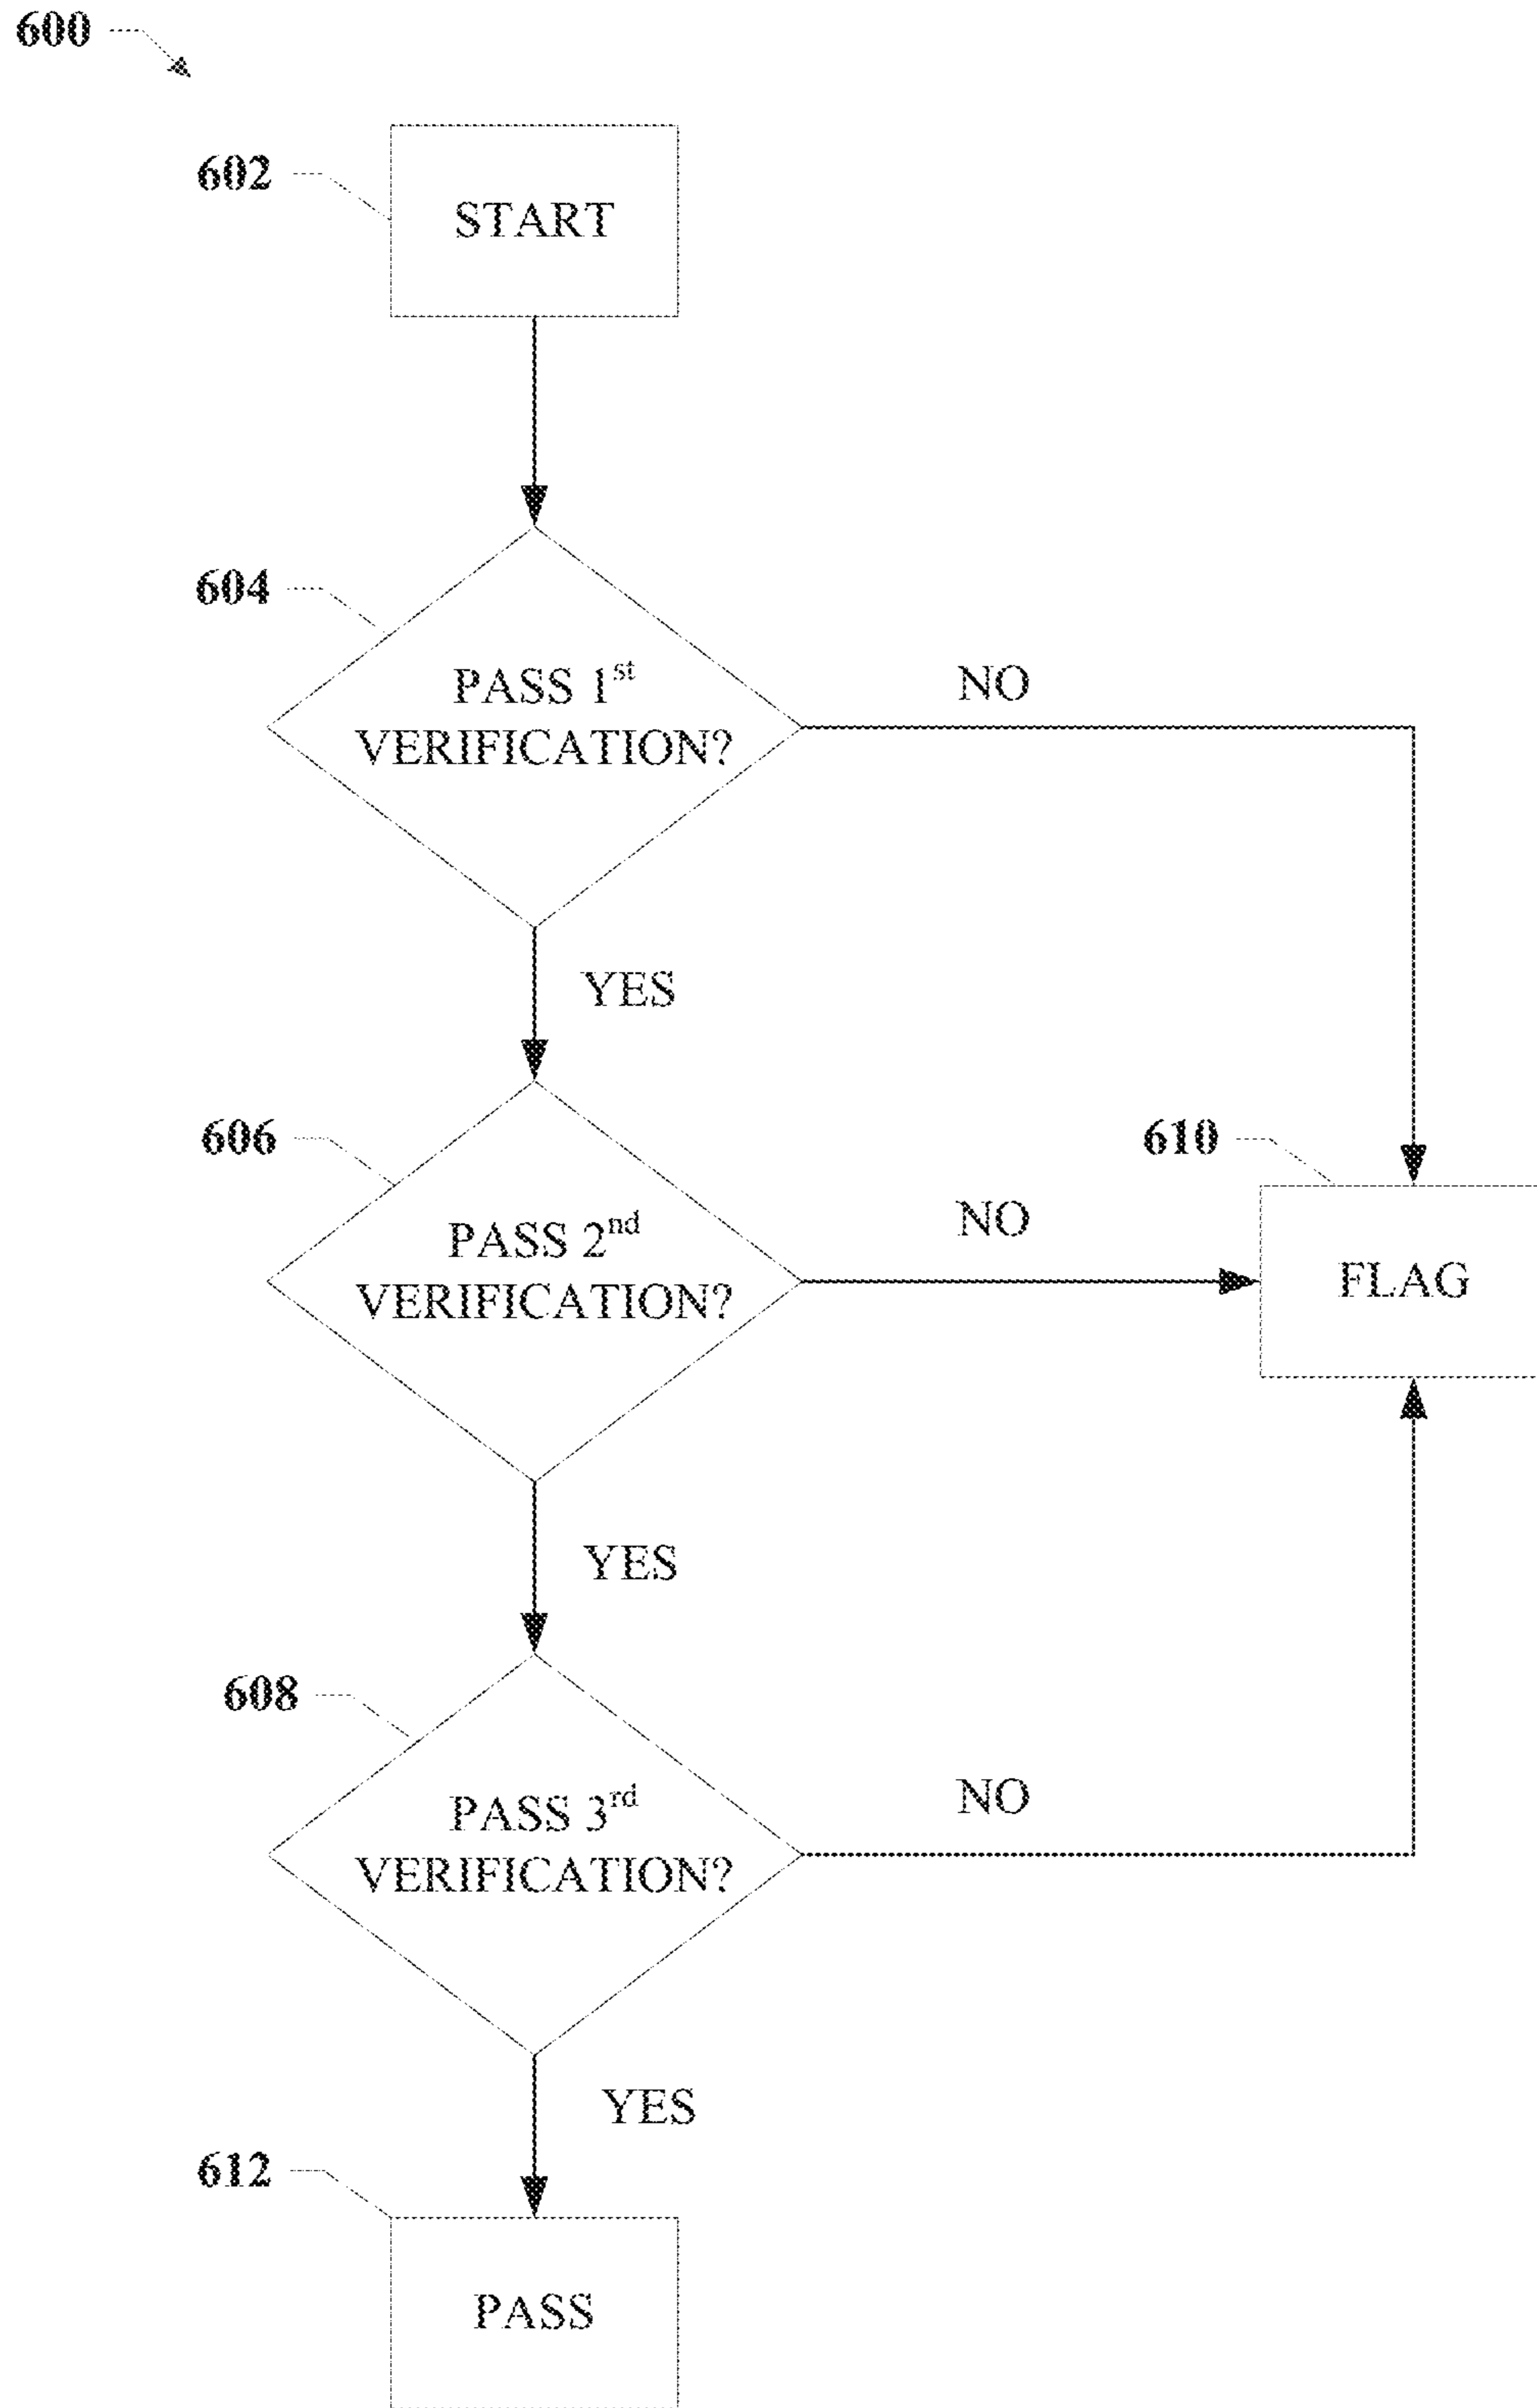 600
602
START
604
PASS 1st
VERIFICATION?
NO
YES
606
PASS 2nd
VERIFICATION?
NO
610
FLAG
YES
608
PASS 3rd
VERIFICATION?
NO
YES
612
PASS